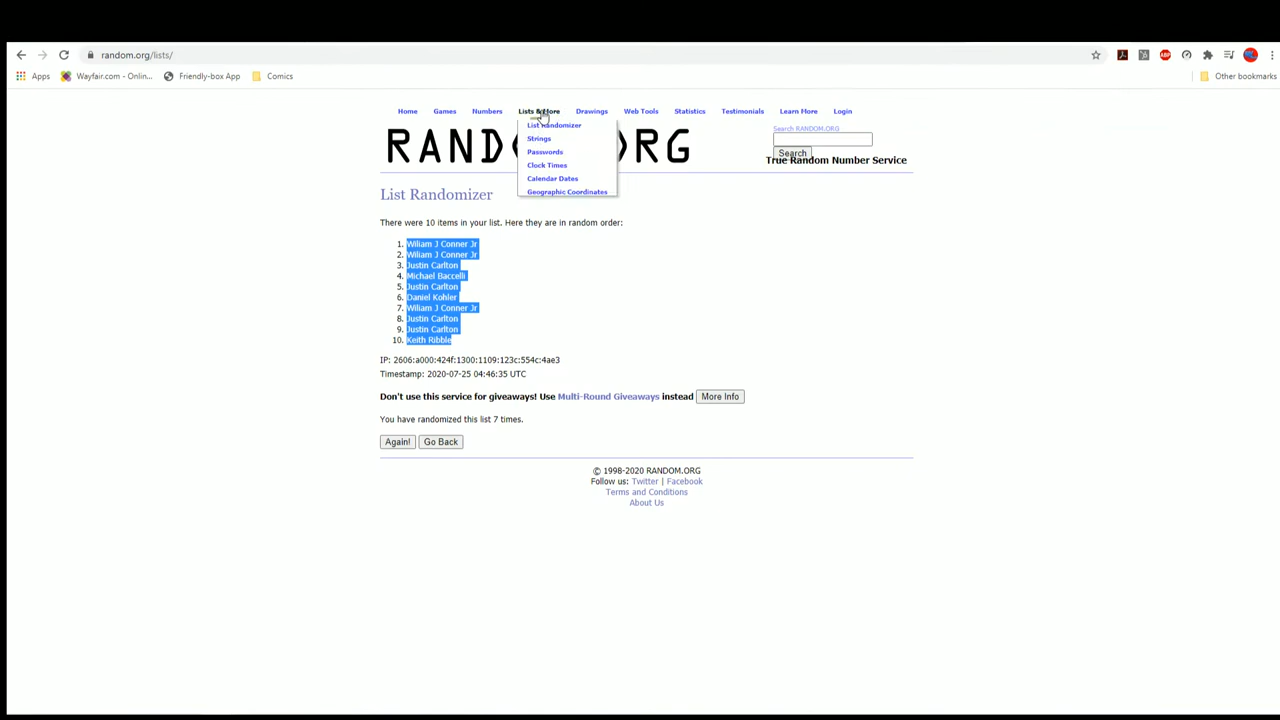 random.org/lists/
Apps
Wayfair.com - Onlin...
Friendly-box App
Comics
Other bookmarks
Home
Games
Numbers
Lists & More
Drawings
Web Tools
Statistics
Testimonials
Learn More
Login
List Randomizer
Strings
Passwords
Clock Times
Calendar Dates
Geographic Coordinates
RAND
RG
Search RANDOM.ORG
Search
True Random Number Service
List Randomizer
There were 10 items in your list. Here they are in random order:
1. Wiliam J Conner Jr
2. Wiliam J Conner Jr
3. Justin Carlton
4. Michael Baccelli
5. Justin Carlton
6. Daniel Kohler
7. Wiliam J Conner Jr
8. Justin Carlton
9. Justin Carlton
10. Keith Ribble
IP: 2606:a000:424f:1300:1109:123c:554c:4ae3
Timestamp: 2020-07-25 04:46:35 UTC
Don't use this service for giveaways! Use Multi-Round Giveaways instead More Info
You have randomized this list 7 times.
Again! Go Back
© 1998-2020 RANDOM.ORG
Follow us: Twitter | Facebook
Terms and Conditions
About Us